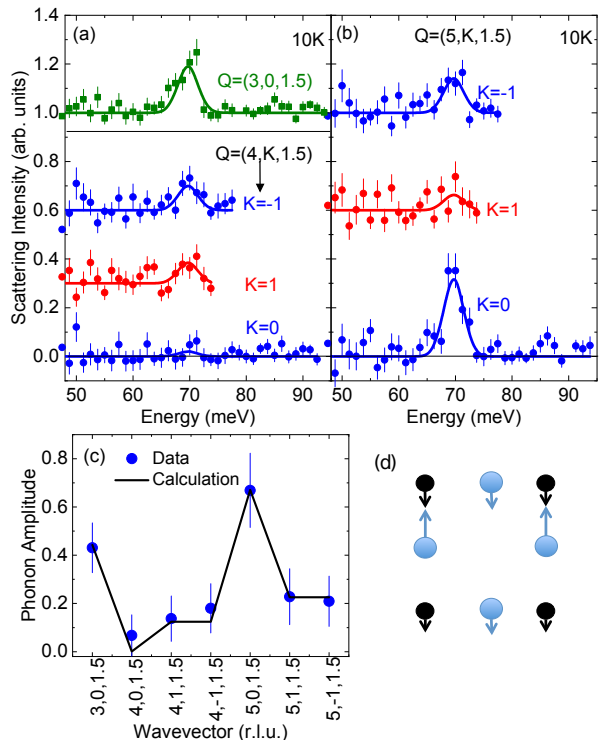 (a)
10K
Q=(3,0,1.5)
Q=(4,K,1.5)
K=-1
K=1
K=0
1.2
1.0
0.8
0.6
0.4
0.2
0.0
Scattering Intensity (arb. units)
50 60 70 80 90
Energy (meV)
(b)
10K
Q=(5,K,1.5)
K=-1
K=1
K=0
50 60 70 80 90
Energy (meV)
(c)
Data
Calculation
0.8
0.6
0.4
0.2
0.0
Phonon Amplitude
3,0,1.5
4,0,1.5
4,1,1.5
4,-1,1.5
5,0,1.5
5,1,1.5
5,-1,1.5
Wavevector (r.l.u.)
(d)